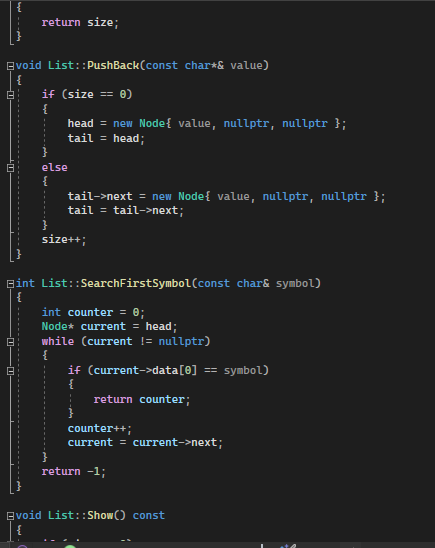 {
return size;
}
void List::PushBack(const char*& value)
{
if (size == 0)
{
head = new Node{ value, nullptr, nullptr };
tail = head;
}
else
{
tail->next = new Node{ value, nullptr, nullptr };
tail = tail->next;
}
size++;
}
int List::SearchFirstSymbol(const char& symbol)
{
int counter = 0;
Node* current = head;
while (current != nullptr)
{
if (current->data[0] == symbol)
{
return counter;
}
counter++;
current = current->next;
}
return -1;
}
void List::Show() const
{